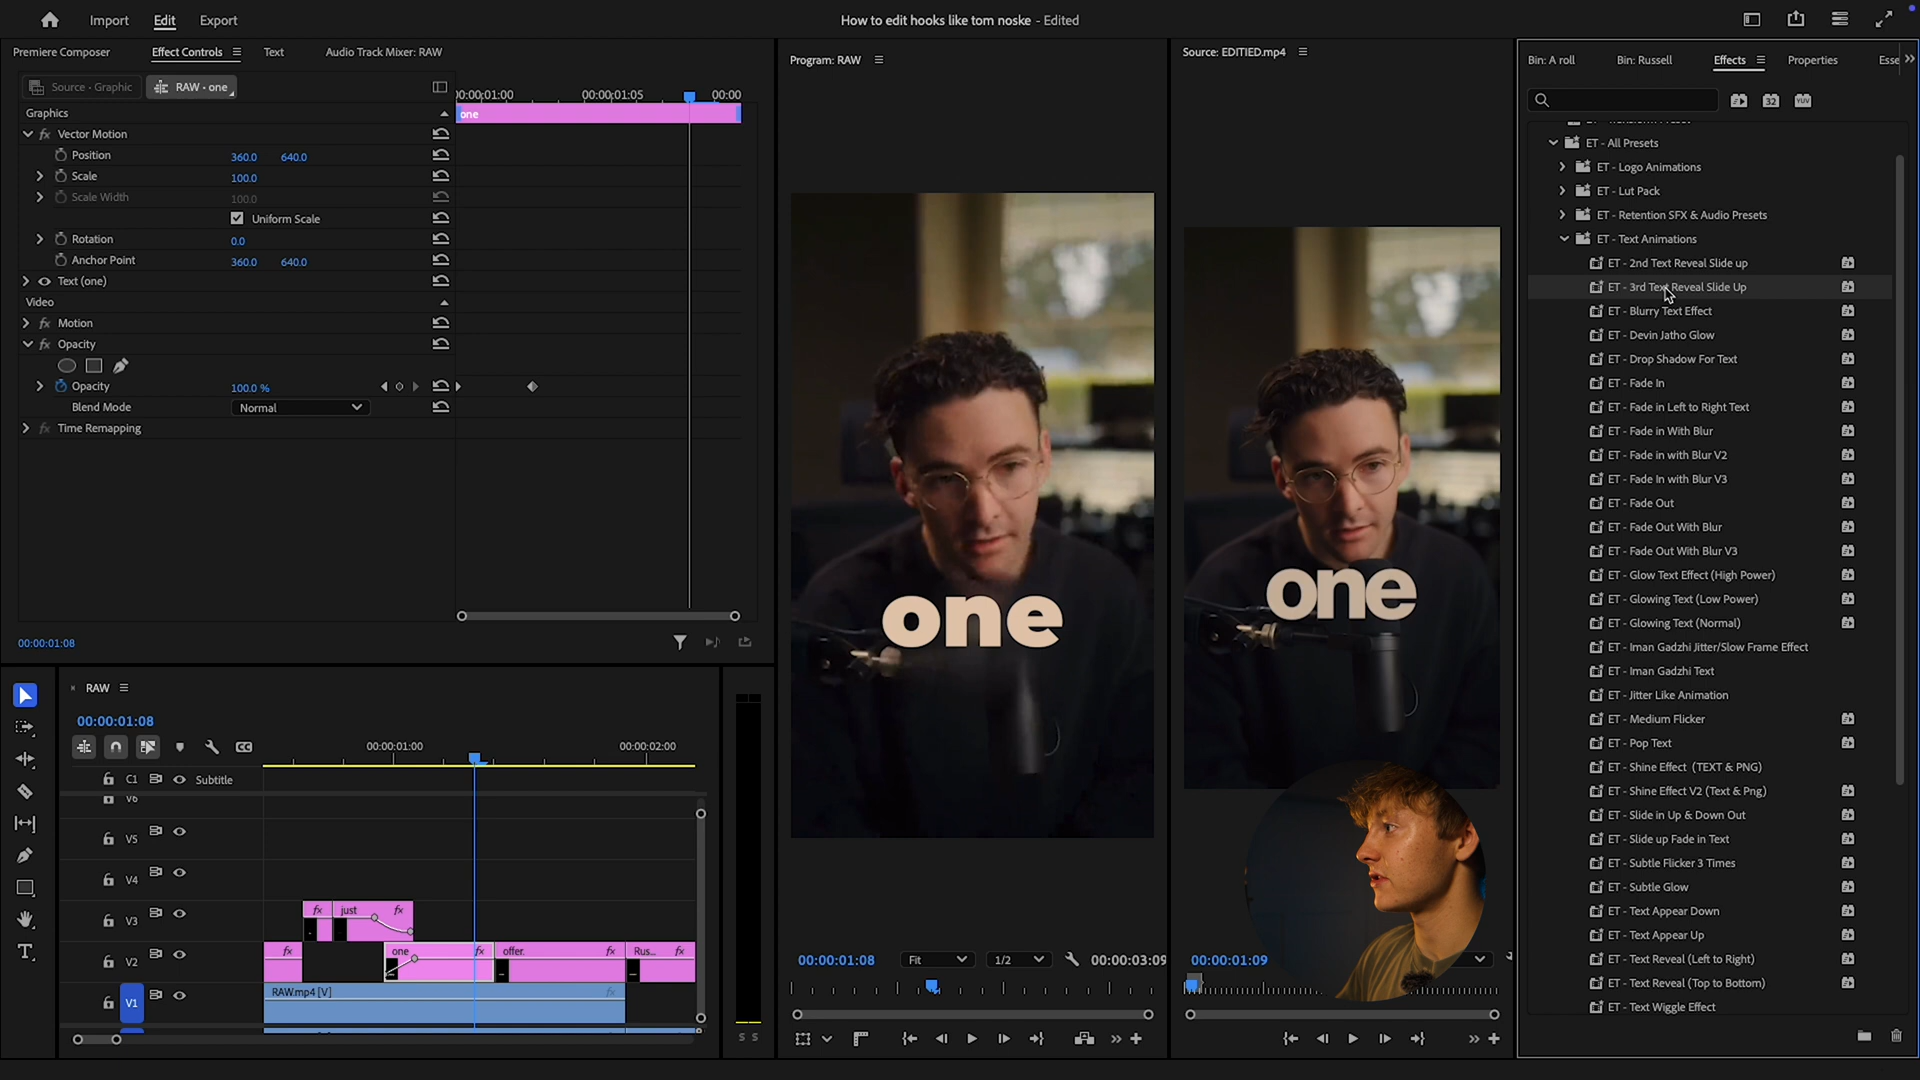 Import Edit Export
How to edit hooks like tom noske - Edited
Premiere Composer Effect Controls Text Audio Track Mixer: RAW
Source · Graphic RAW · one
00:00:01:00 00:00:01:05 00:00
one
Graphics
Vector Motion
Position 360.0 640.0
Scale 100.0
Scale Width 100.0
Uniform Scale
Rotation 0.0
Anchor Point 360.0 640.0
Text (one)
Video
Motion
Opacity
Opacity 100.0 %
Blend Mode Normal
Time Remapping
00:00:01:08
RAW
00:00:01:08
00:00:01:00 00:00:02:00
C1 Subtitle
V6
V5
V4
V3 fx just fx
V2 fx one fx offer. fx Rus... fx
V1 RAW.mp4 [V] fx
S S
Program: RAW
one
00:00:01:08 Fit 1/2 00:00:03:09
Source: EDITIED.mp4
one
00:00:01:09
Bin: A roll Bin: Russell Effects Properties Esse
32 YUV
ET - All Presets
ET - Logo Animations
ET - Lut Pack
ET - Retention SFX & Audio Presets
ET - Text Animations
ET - 2nd Text Reveal Slide up
ET - 3rd Text Reveal Slide Up
ET - Blurry Text Effect
ET - Devin Jatho Glow
ET - Drop Shadow For Text
ET - Fade In
ET - Fade in Left to Right Text
ET - Fade in With Blur
ET - Fade in with Blur V2
ET - Fade In with Blur V3
ET - Fade Out
ET - Fade Out With Blur
ET - Fade Out With Blur V3
ET - Glow Text Effect (High Power)
ET - Glowing Text (Low Power)
ET - Glowing Text (Normal)
ET - Iman Gadzhi Jitter/Slow Frame Effect
ET - Iman Gadzhi Text
ET - Jitter Like Animation
ET - Medium Flicker
ET - Pop Text
ET - Shine Effect (TEXT & PNG)
ET - Shine Effect V2 (Text & Png)
ET - Slide in Up & Down Out
ET - Slide up Fade in Text
ET - Subtle Flicker 3 Times
ET - Subtle Glow
ET - Text Appear Down
ET - Text Appear Up
ET - Text Reveal (Left to Right)
ET - Text Reveal (Top to Bottom)
ET - Text Wiggle Effect